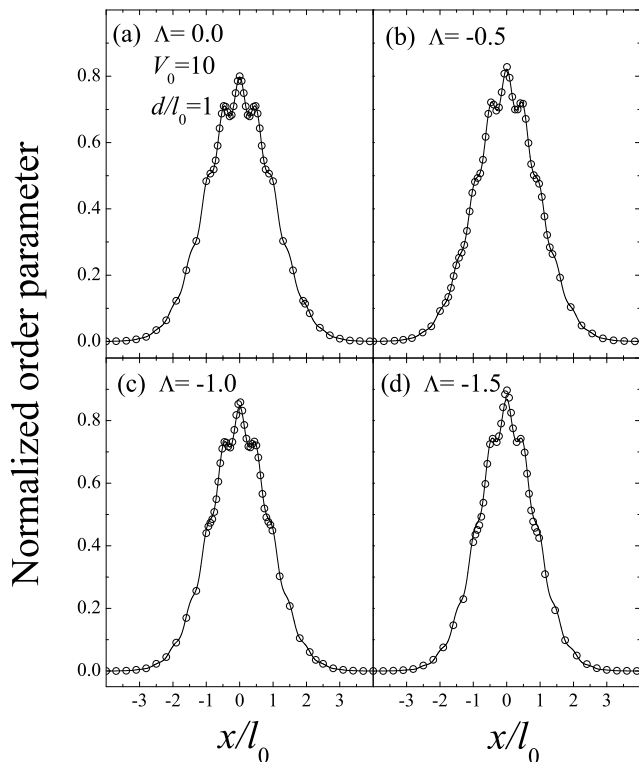 Normalized order parameter
(a) Λ= 0.0
V₀=10
d/l₀=1
(b) Λ= -0.5
0.8
0.6
0.4
0.2
0.0
(c) Λ= -1.0
(d) Λ= -1.5
0.8
0.6
0.4
0.2
0.0
-3 -2 -1 0 1 2 3
-3 -2 -1 0 1 2 3
x/l₀
x/l₀